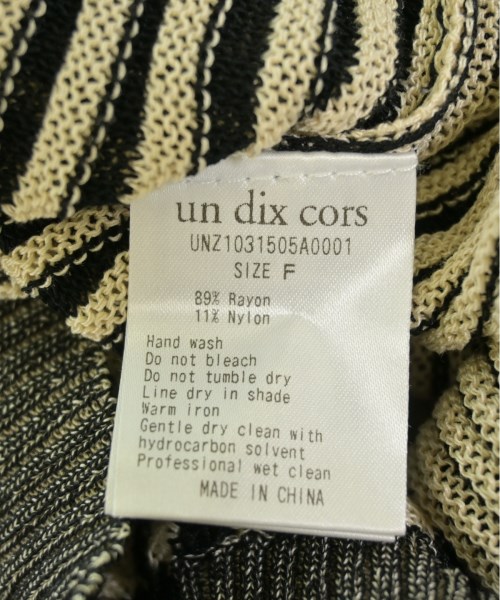 un dix cors
UNZ1031505A0001
SIZE F
89% Rayon
11% Nylon
Hand wash
Do not bleach
Do not tumble dry
Line dry in shade
Warm iron
Gentle dry clean with
hydrocarbon solvent
Professional wet clean
MADE IN CHINA